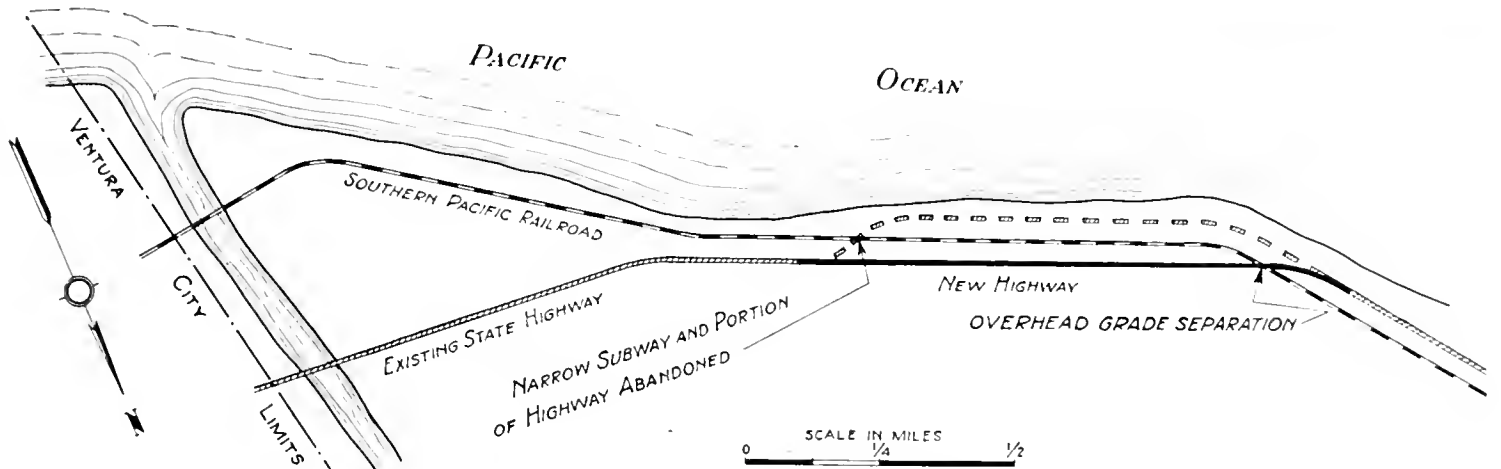 PACIFIC OCEAN
VENTURA CITY LIMITS
SOUTHERN PACIFIC RAILROAD
EXISTING STATE HIGHWAY
NEW HIGHWAY
OVERHEAD GRADE SEPARATION
NARROW SUBWAY AND PORTION
OF HIGHWAY ABANDONED
N
SCALE IN MILES
0 1/4 1/2